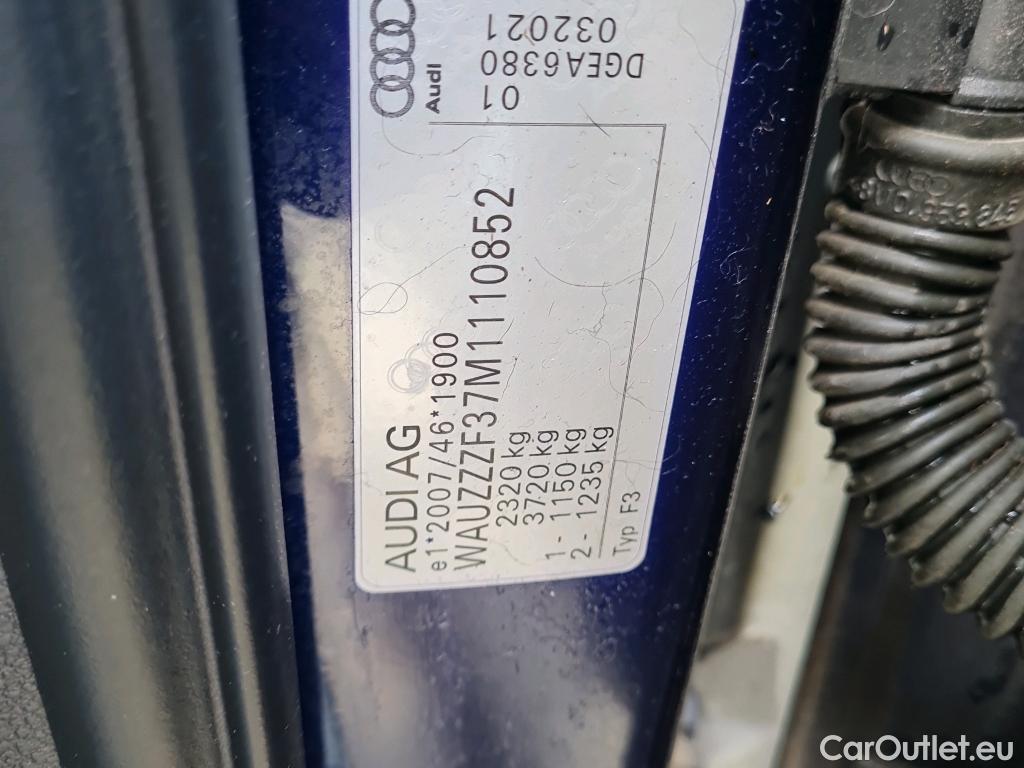 AUDI AG
e1*2007/46*1900
WAUZZZF37M1110852
2320 kg
3720 kg
1 - 1150 kg
2 - 1235 kg
Typ F3
Audi
01
DGEA6380
032021
CarOutlet.eu